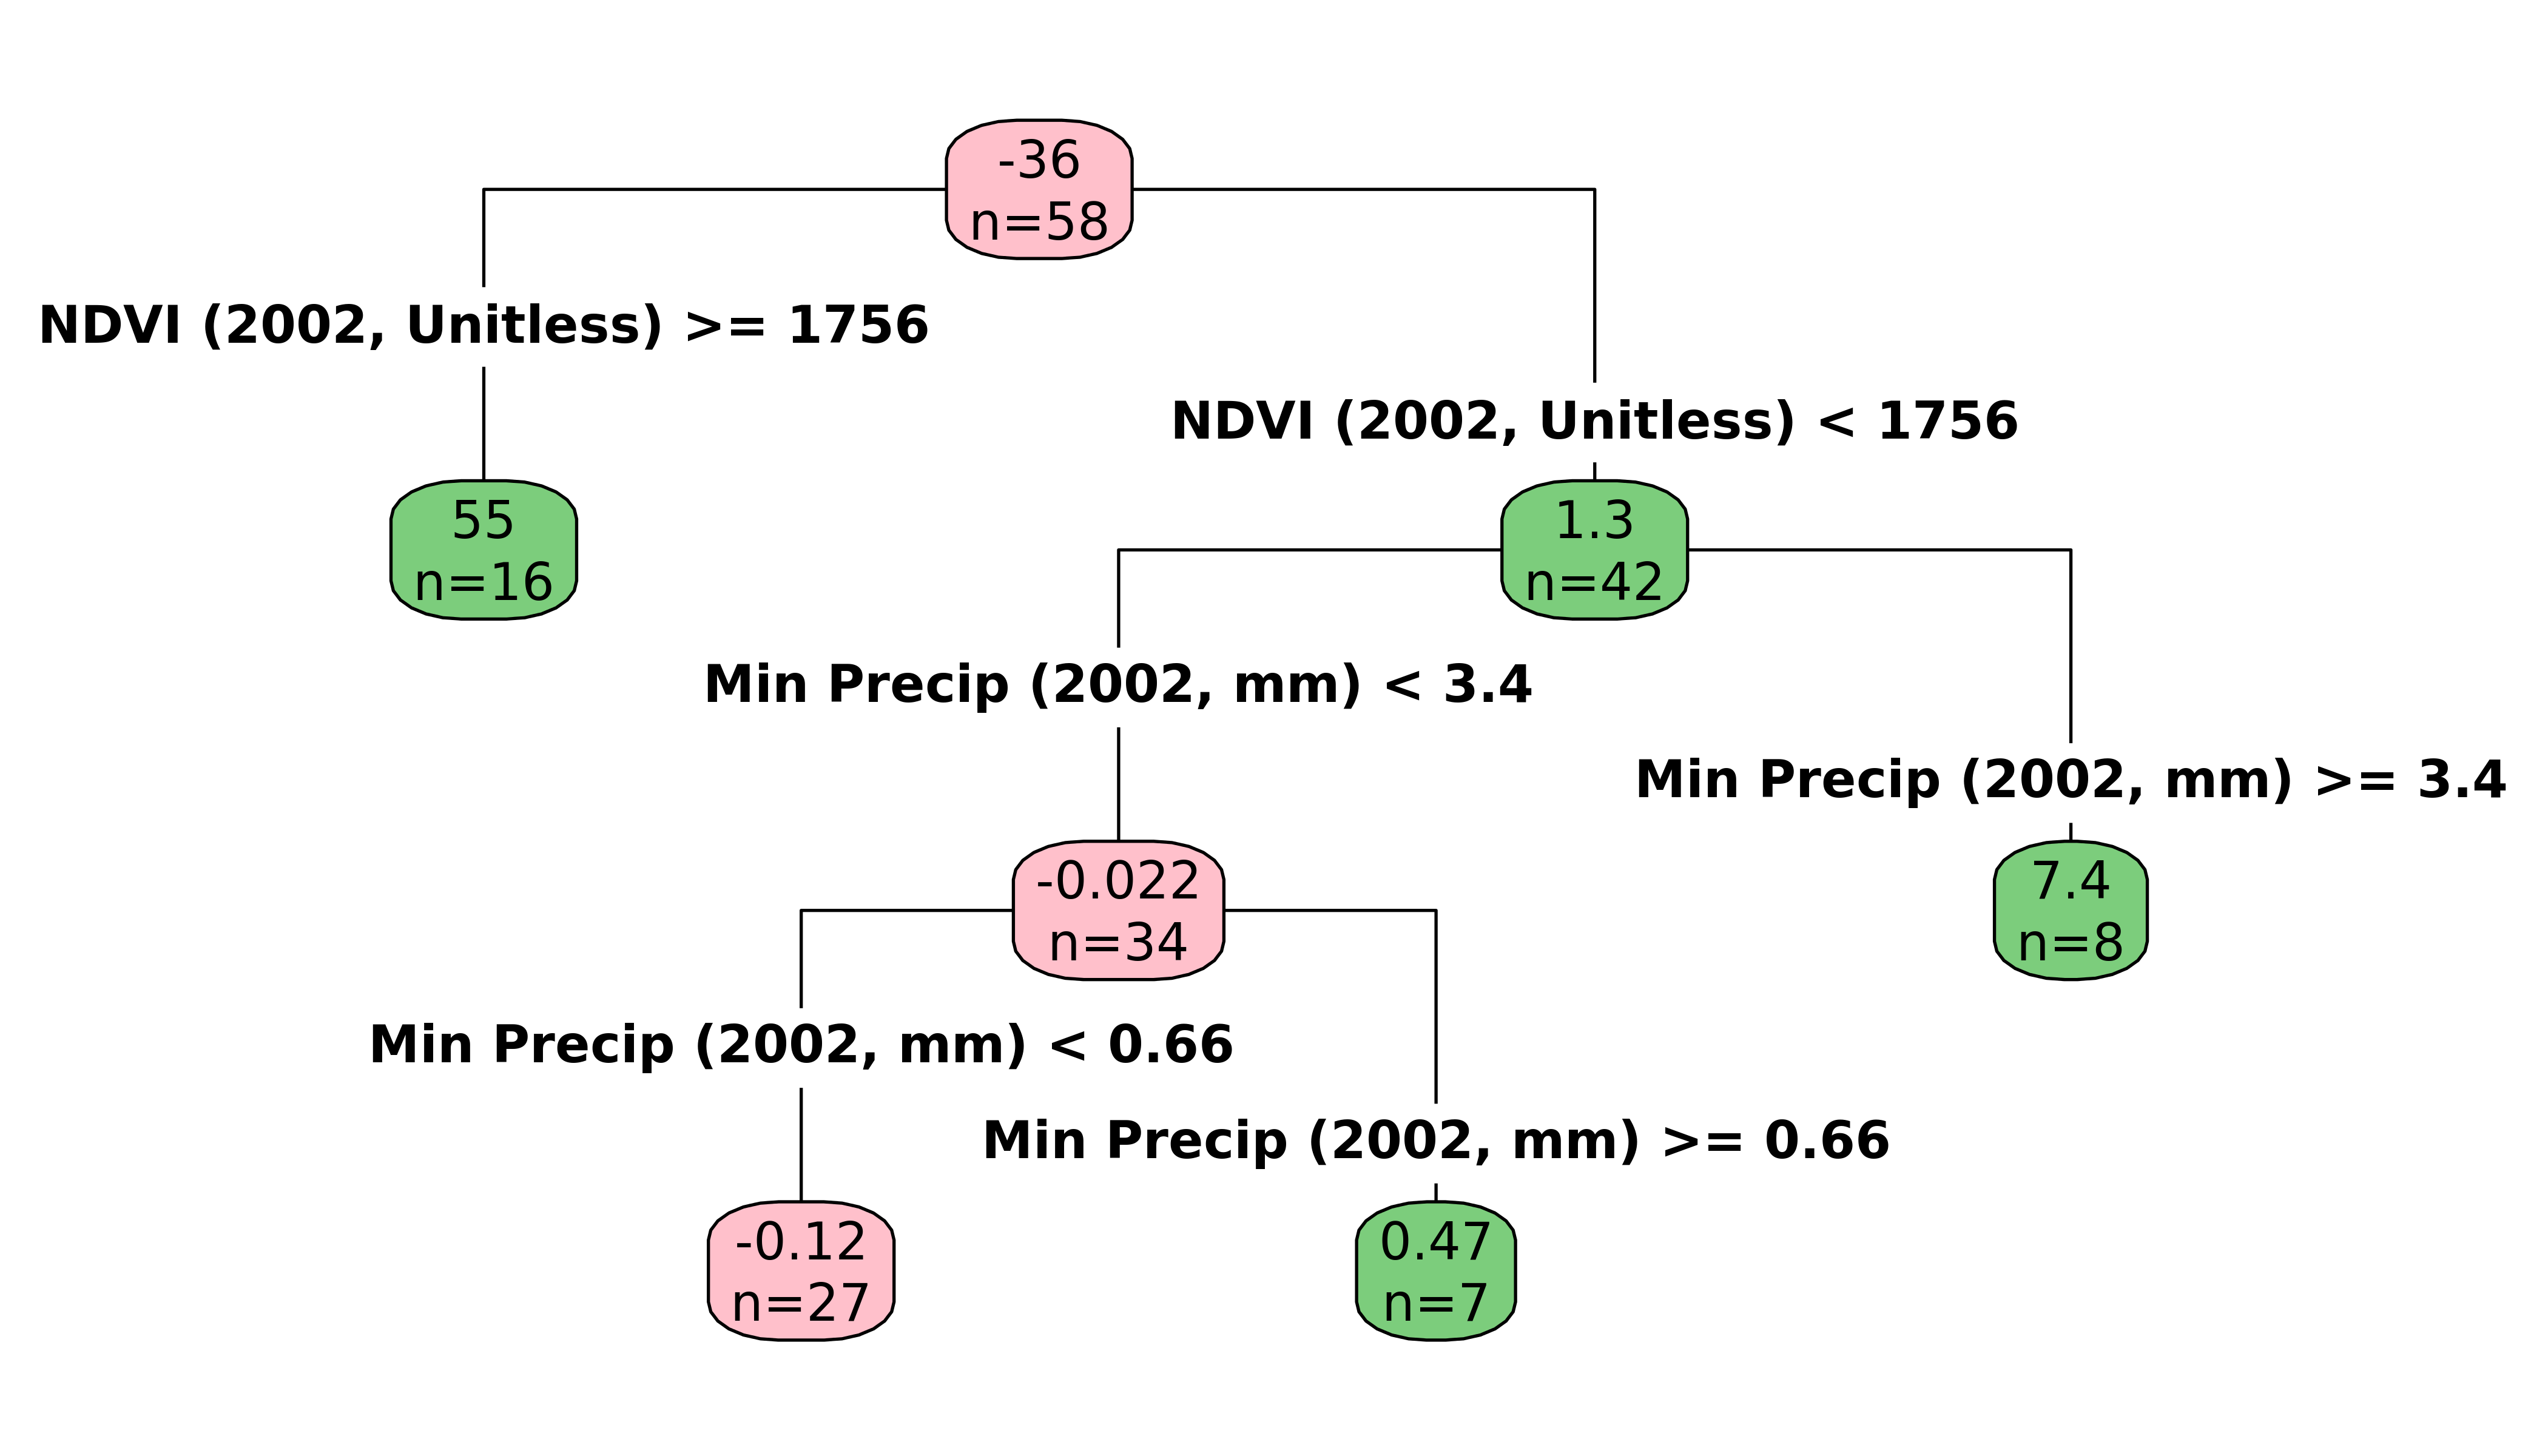 -36
n=58
NDVI (2002, Unitless) >= 1756
NDVI (2002, Unitless) < 1756
55
n=16
1.3
n=42
Min Precip (2002, mm) < 3.4
Min Precip (2002, mm) >= 3.4
-0.022
n=34
7.4
n=8
Min Precip (2002, mm) < 0.66
Min Precip (2002, mm) >= 0.66
-0.12
n=27
0.47
n=7